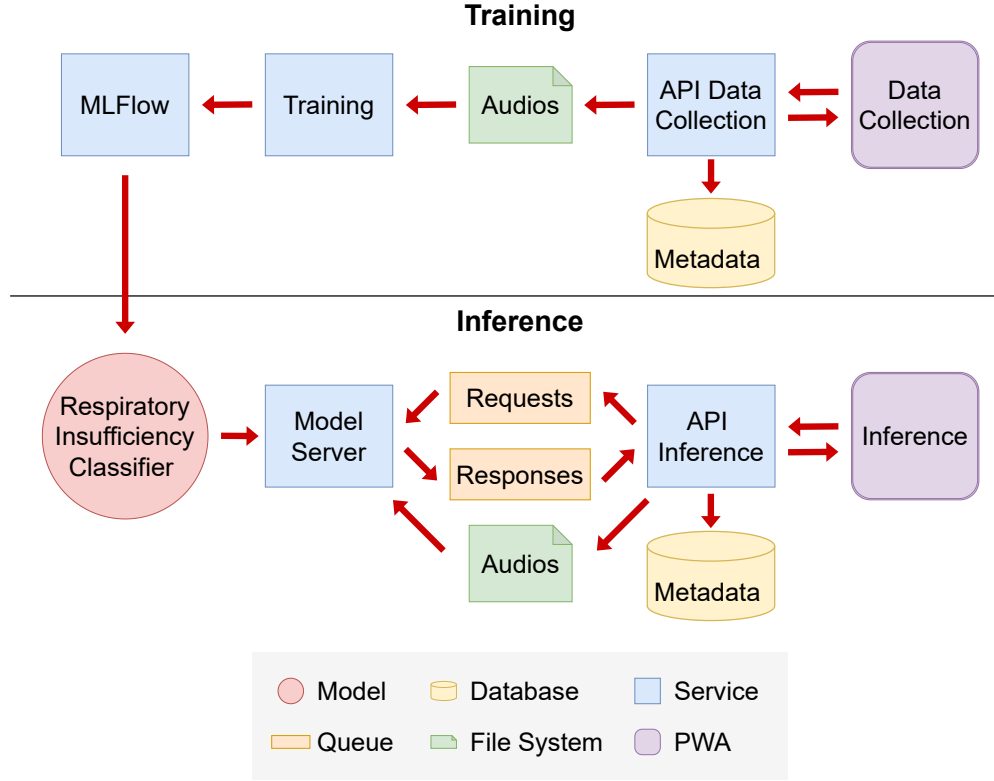 Training
MLFlow
Training
Audios
API Data
Collection
Data
Collection
Metadata
Inference
Respiratory
Insufficiency
Classifier
Model
Server
Requests
Responses
Audios
API
Inference
Inference
Metadata
Model
Database
Service
Queue
File System
PWA